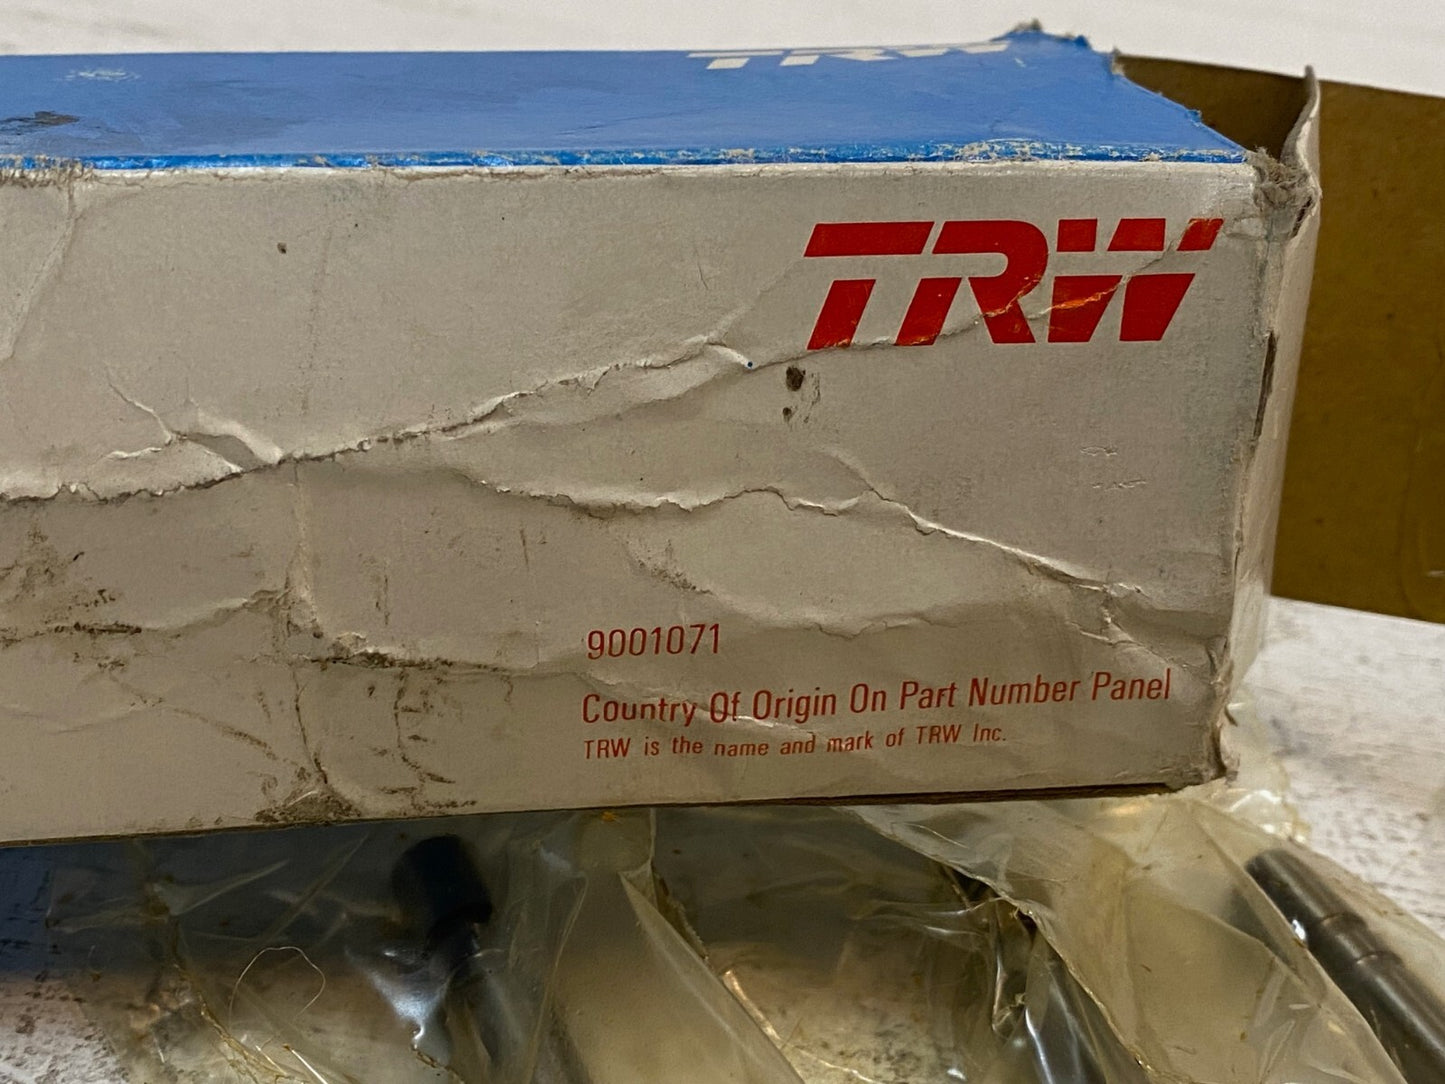 TRW
TRW
9001071
Country Of Origin On Part Number Panel
TRW is the name and mark of TRW Inc.